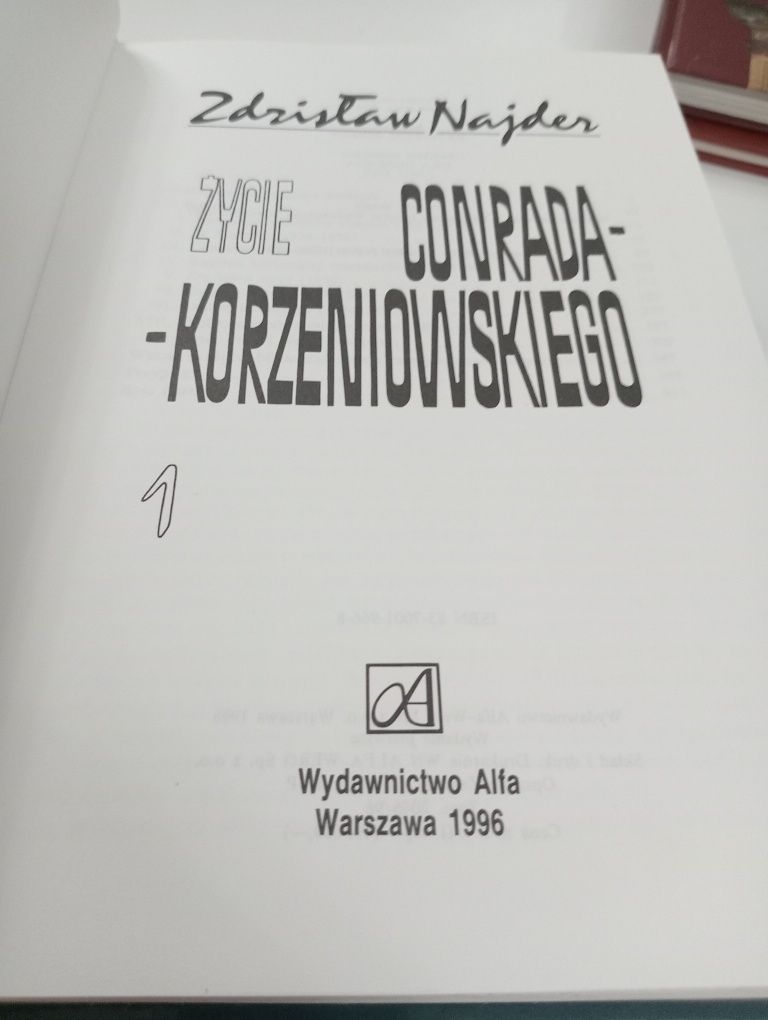 Zdzisław Najder
ŻYCIE CONRADA-
-KORZENIOWSKIEGO
1
Wydawnictwo Alfa
Warszawa 1996